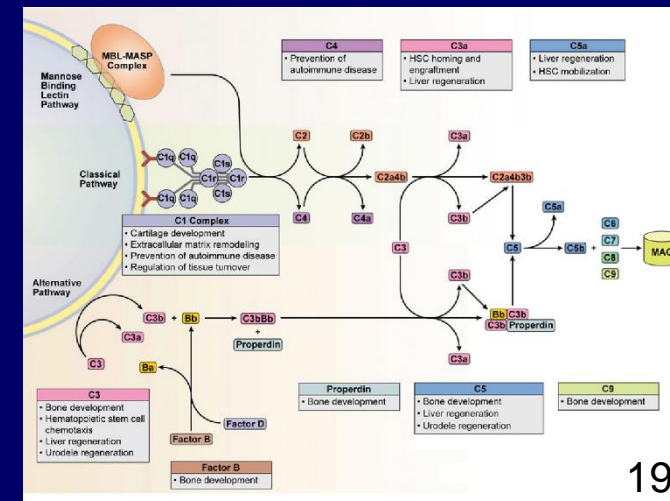 MBL-MASP
Complex
Mannose
Binding
Lectin
Pathway
C4
• Prevention of
autoimmune disease
C3a
• HSC homing and
engraftment
• Liver regeneration
C5a
• Liver regeneration
• HSC mobilization
Classical
Pathway
C1q
C1q
C1s
C1r
C1r
C1q
C1q
C1s
C2
C2b
C2a4b
C4
C4a
C3a
C2a4b3b
C3b
C3
C5
C5a
C5b
+
C6
C7
C8
C9
MAC
C1 Complex
• Cartilage development
• Extracellular matrix remodeling
• Prevention of autoimmune disease
• Regulation of tissue turnover
Alternative
Pathway
C3b + Bb
C3a
C3
C3bBb
+
Properdin
C3b
Bb C3b
C3b Properdin
C3a
Ba
Factor D
Factor B
C3
• Bone development
• Hematopoietic stem cell
chemotaxis
• Liver regeneration
• Urodele regeneration
Factor B
• Bone development
Properdin
• Bone development
C5
• Bone development
• Liver regeneration
• Urodele regeneration
C9
• Bone development
19